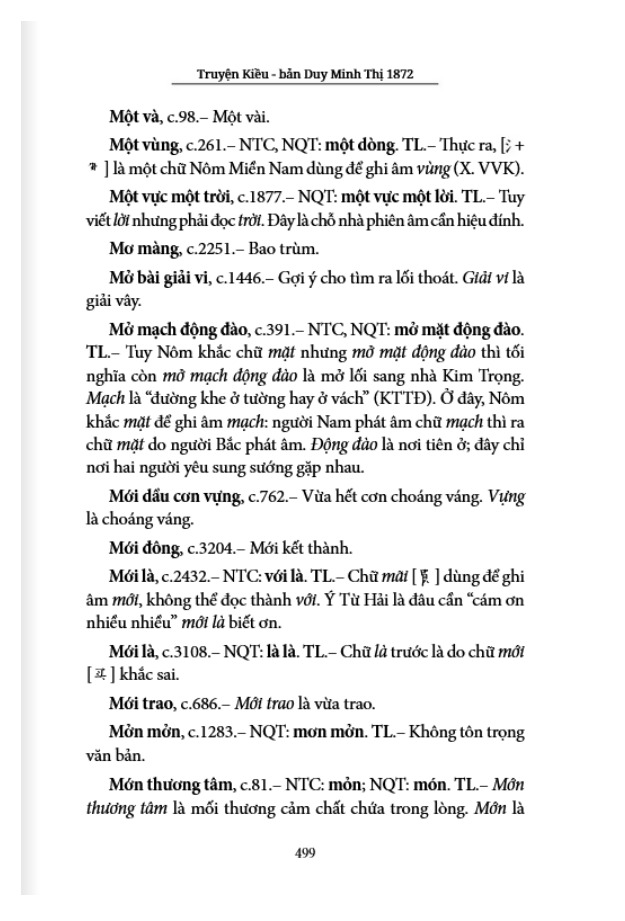 Truyện Kiều - bản Duy Minh Thị 1872
Một và, c.98.– Một vài.
Một vùng, c.261.– NTC, NQT: một dòng. TL.– Thực ra, [氵+
] là một chữ Nôm Miền Nam dùng để ghi âm vùng (X. VVK).
Một vực một trời, c.1877.– NQT: một vực một lời. TL.– Tuy
viết lời nhưng phải đọc trời. Đây là chỗ nhà phiên âm cần hiệu đính.
Mơ màng, c.2251.– Bao trùm.
Mở bài giải vi, c.1446.– Gợi ý cho tìm ra lối thoát. Giải vi là
giải vây.
Mở mạch động đào, c.391.– NTC, NQT: mở mặt động đào.
TL.– Tuy Nôm khắc chữ mặt nhưng mở mặt động đào thì tối
nghĩa còn mở mạch động đào là mở lối sang nhà Kim Trọng.
Mạch là “đường khe ở tường hay ở vách” (KTTĐ). Ở đây, Nôm
khắc mặt để ghi âm mạch: người Nam phát âm chữ mạch thì ra
chữ mặt do người Bắc phát âm. Động đào là nơi tiên ở; đây chỉ
nơi hai người yêu sung sướng gặp nhau.
Mới dầu cơn vựng, c.762.– Vừa hết cơn choáng váng. Vựng
là choáng váng.
Mới đông, c.3204.– Mới kết thành.
Mới là, c.2432.– NTC: với là. TL.– Chữ mãi [ ] dùng để ghi
âm mới, không thể đọc thành với. Ý Từ Hải là đâu cần “cám ơn
nhiều nhiều” mới là biết ơn.
Mới là, c.3108.– NQT: là là. TL.– Chữ là trước là do chữ mới
[ ] khắc sai.
Mới trao, c.686.– Mới trao là vừa trao.
Mởn mởn, c.1283.– NQT: mơn mởn. TL.– Không tôn trọng
văn bản.
Mớn thương tâm, c.81.– NTC: mỏn; NQT: món. TL.– Mớn
thương tâm là mối thương cảm chất chứa trong lòng. Mớn là
499